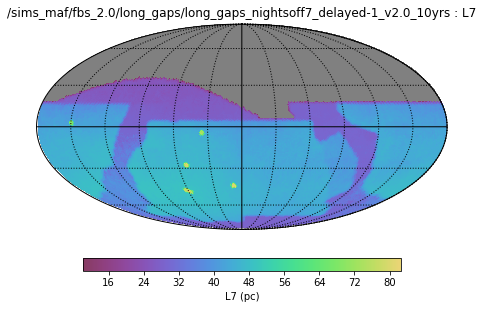 /sims_maf/fbs_2.0/long_gaps/long_gaps_nightsoff7_delayed-1_v2.0_10yrs : L7
16 24 32 40 48 56 64 72 80
L7 (pc)